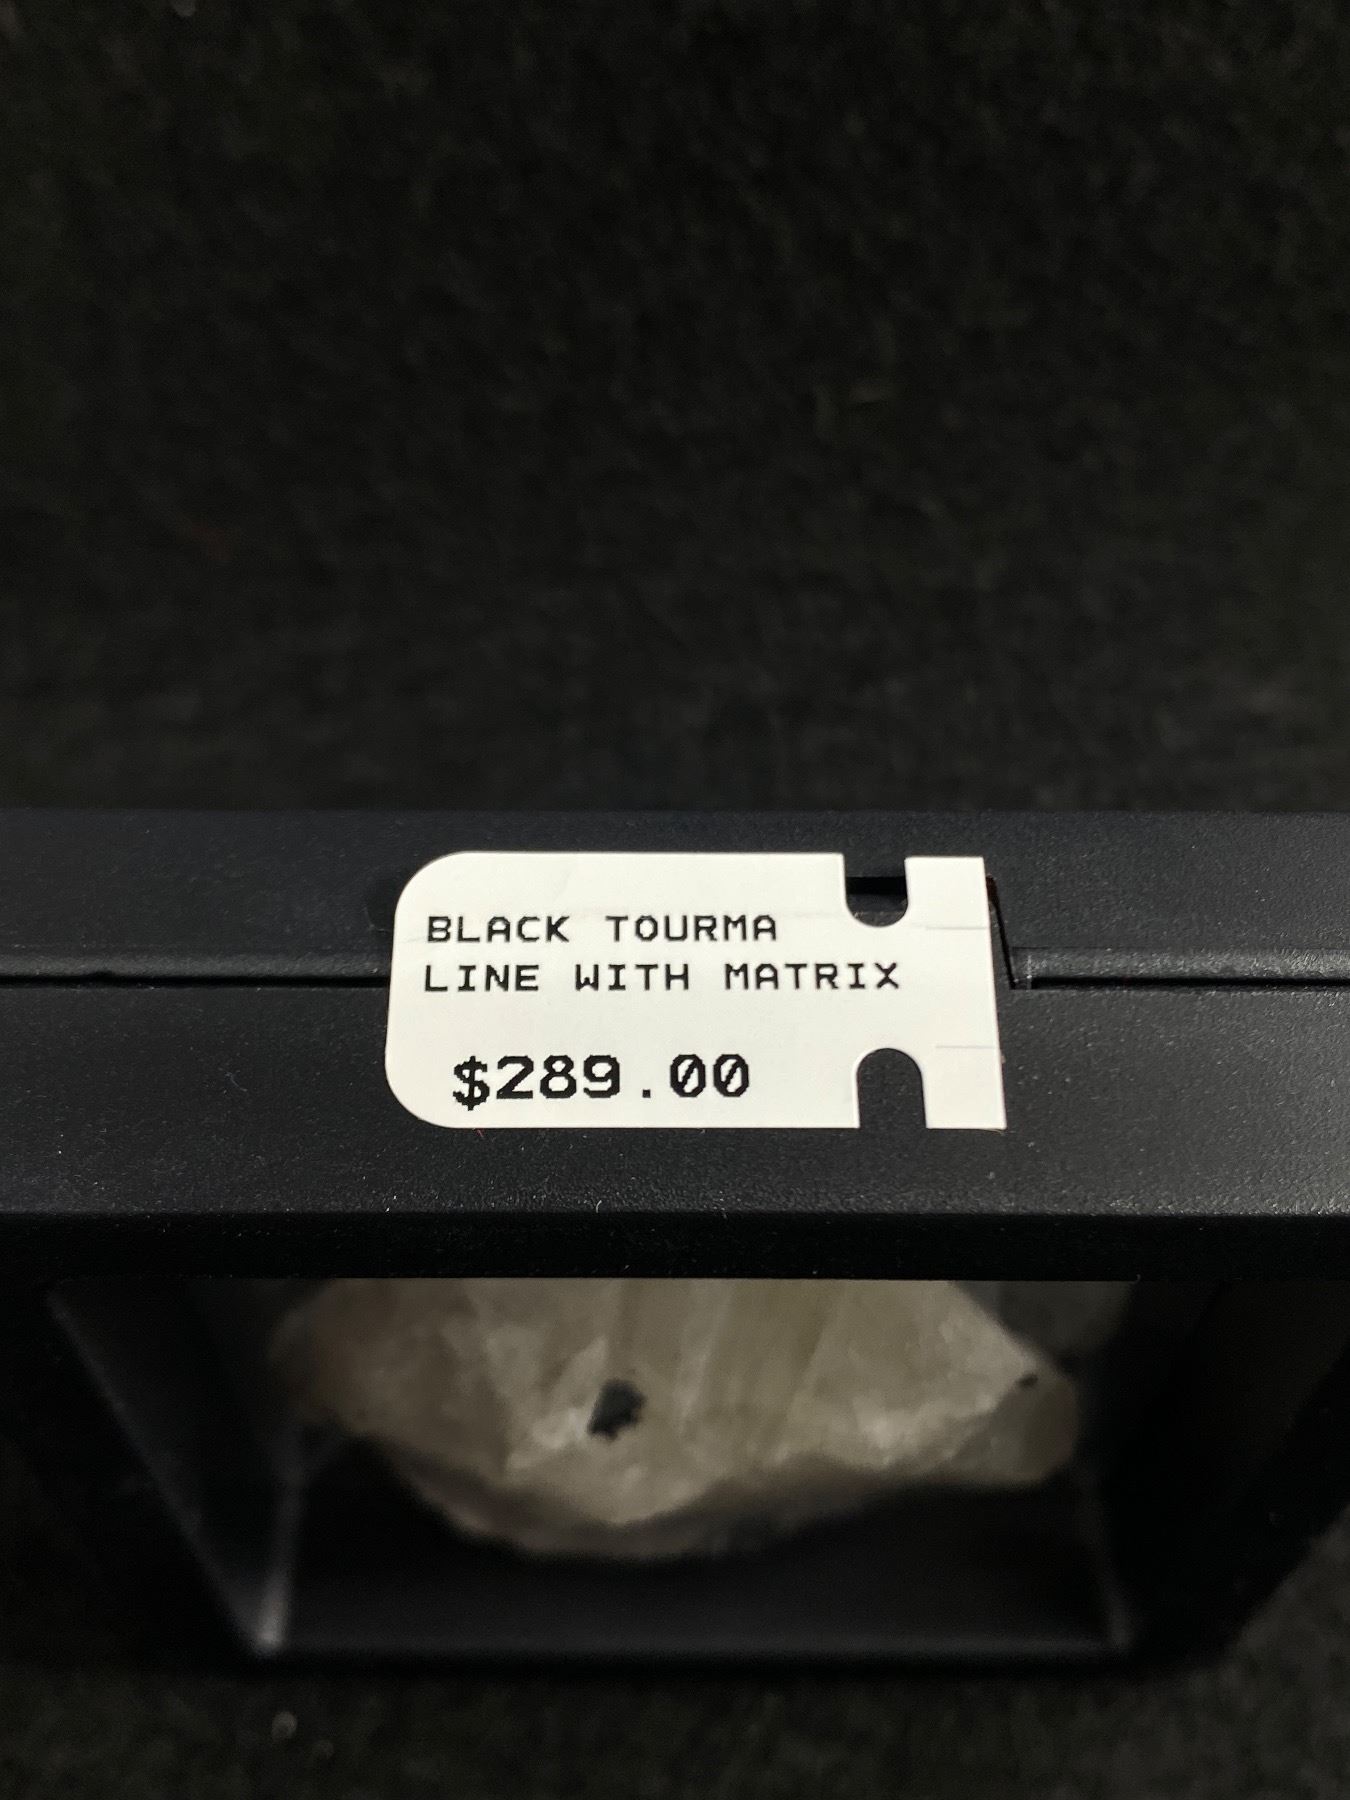 BLACK TOURMA
LINE WITH MATRIX
$289.00